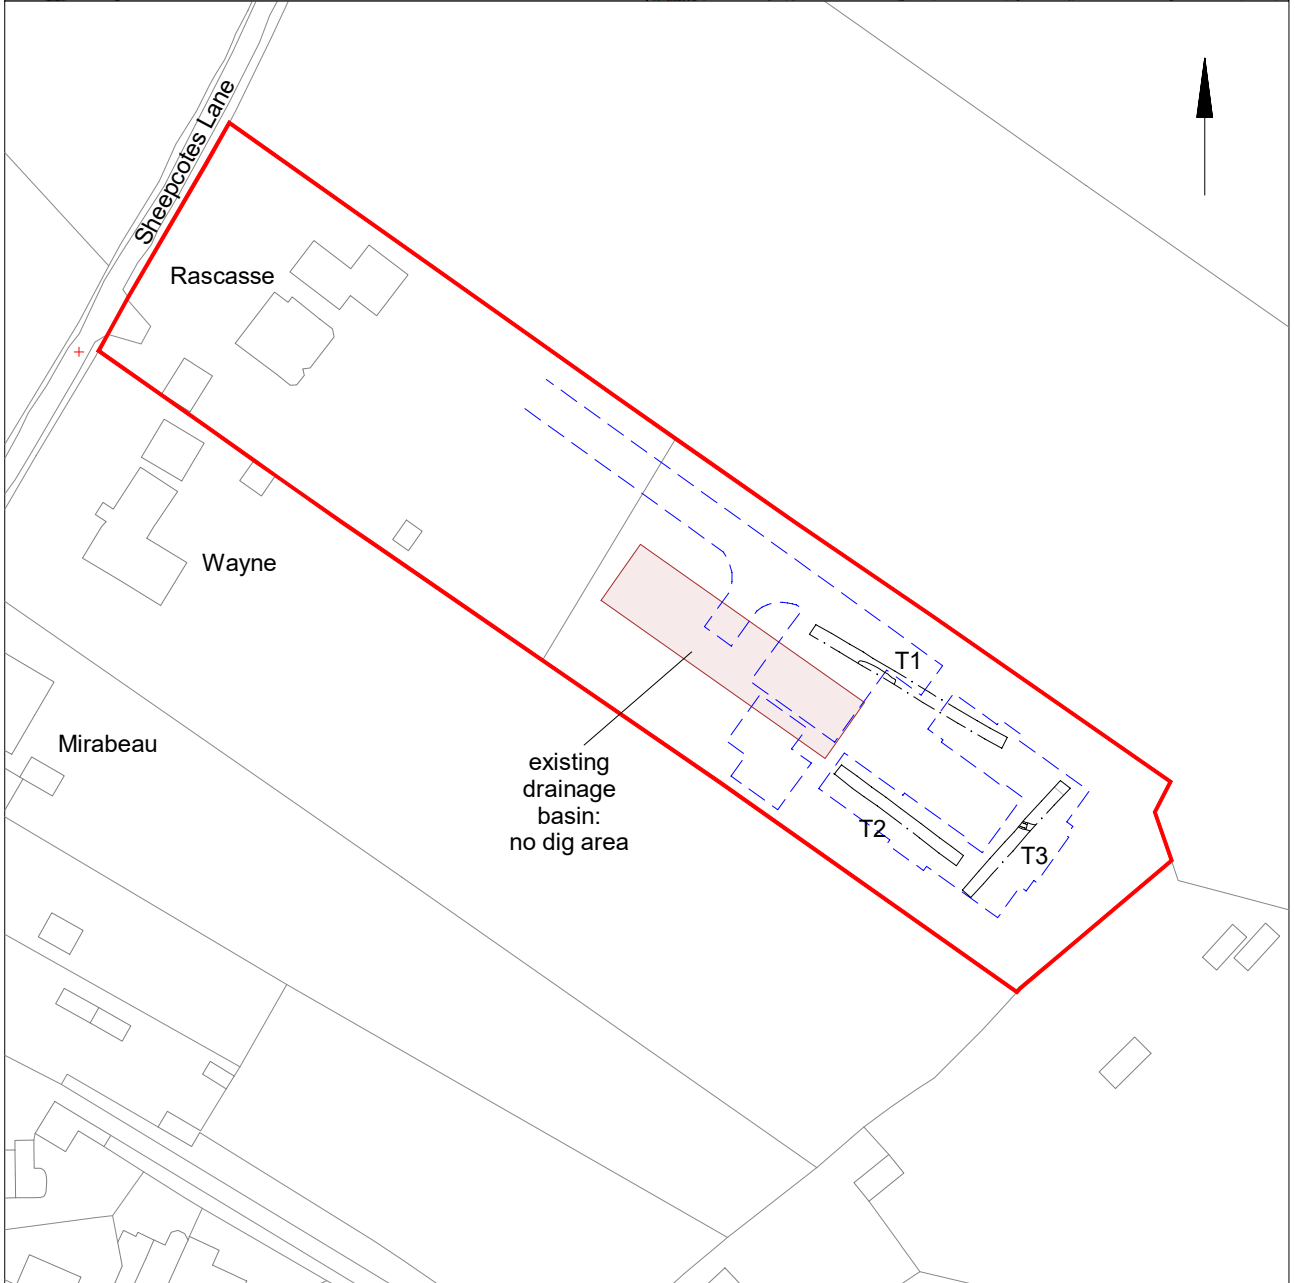 Sheepcotes Lane
Rascasse
Wayne
T1
Mirabeau
existing
drainage
basin:
no dig area
T2
T3